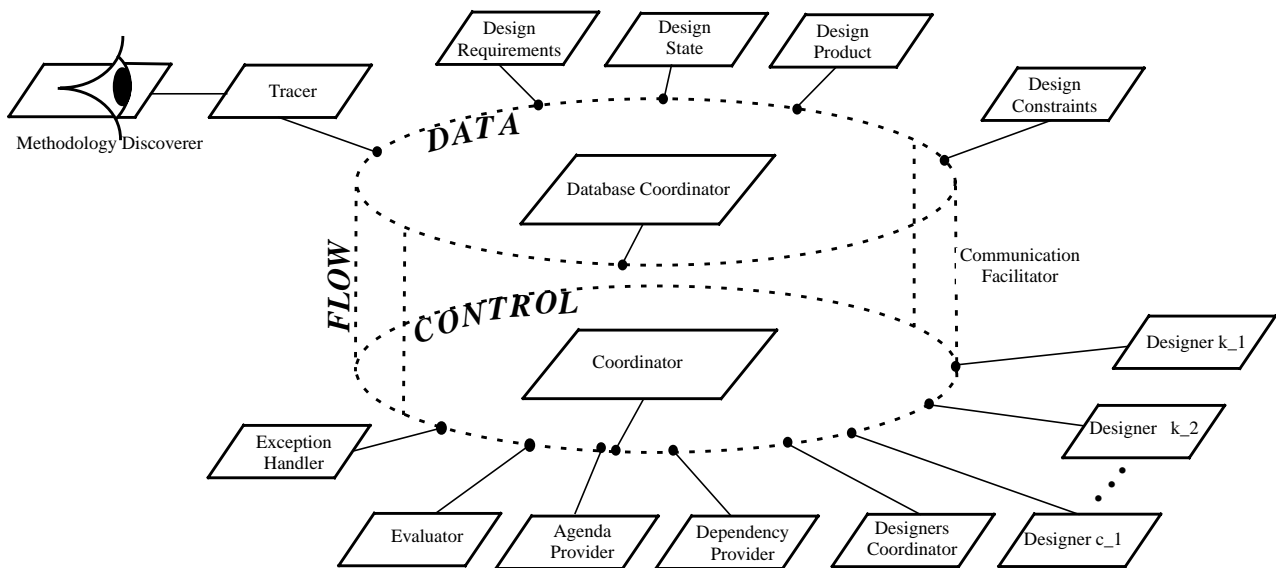 Design
Requirements
Design
State
Design
Product
Tracer
Design
Constraints
Methodology Discoverer
DATA
Database Coordinator
FLOW
Communication
Facilitator
CONTROL
Coordinator
Designer k_1
Exception
Handler
Designer k_2
Evaluator
Agenda
Provider
Dependency
Provider
Designers
Coordinator
Designer c_1